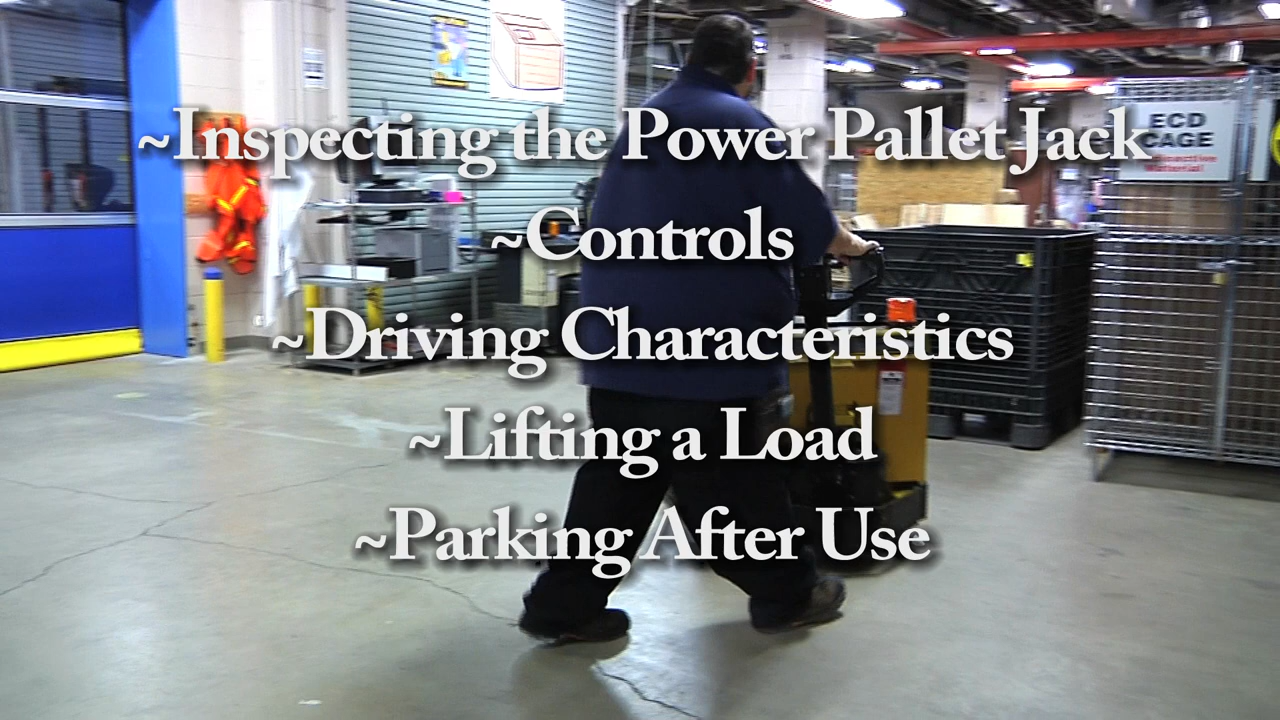 ~Inspecting the Power Pallet Jack
ECD
CAGE
~Controls
~Driving Characteristics
~Lifting a Load
~Parking After Use